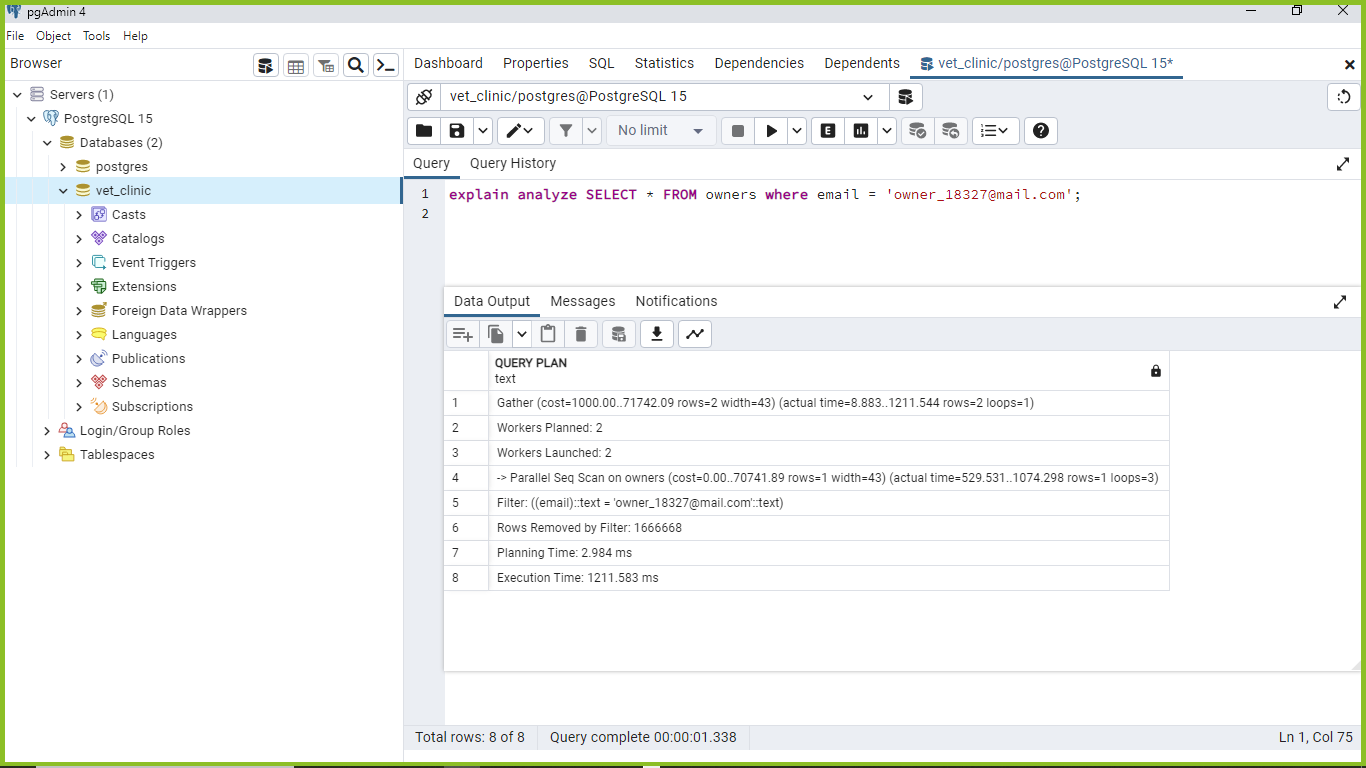 pgAdmin 4
File Object Tools Help
Browser
Dashboard Properties SQL Statistics Dependencies Dependents vet_clinic/postgres@PostgreSQL 15*
Servers (1)
PostgreSQL 15
Databases (2)
postgres
vet_clinic
Casts
Catalogs
Event Triggers
Extensions
Foreign Data Wrappers
Languages
Publications
Schemas
Subscriptions
Login/Group Roles
Tablespaces
vet_clinic/postgres@PostgreSQL 15
No limit
E
Query Query History
1 explain analyze SELECT * FROM owners where email = 'owner_18327@mail.com';
2
Data Output Messages Notifications
QUERY PLAN
text
1 Gather (cost=1000.00..71742.09 rows=2 width=43) (actual time=8.883..1211.544 rows=2 loops=1)
2 Workers Planned: 2
3 Workers Launched: 2
4 -> Parallel Seq Scan on owners (cost=0.00..70741.89 rows=1 width=43) (actual time=529.531..1074.298 rows=1 loops=3)
5 Filter: ((email)::text = 'owner_18327@mail.com'::text)
6 Rows Removed by Filter: 1666668
7 Planning Time: 2.984 ms
8 Execution Time: 1211.583 ms
Total rows: 8 of 8 Query complete 00:00:01.338 Ln 1, Col 75